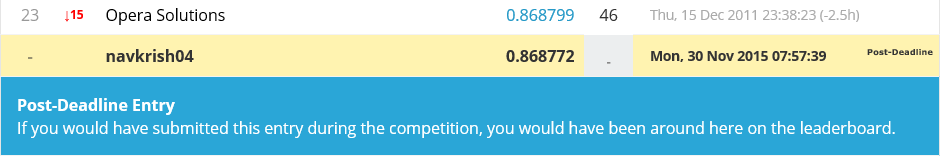 23 ↓15 Opera Solutions 0.868799 46 Thu, 15 Dec 2011 23:38:23 (-2.5h)
- navkrish04 0.868772 - Mon, 30 Nov 2015 07:57:39 Post-Deadline
Post-Deadline Entry
If you would have submitted this entry during the competition, you would have been around here on the leaderboard.